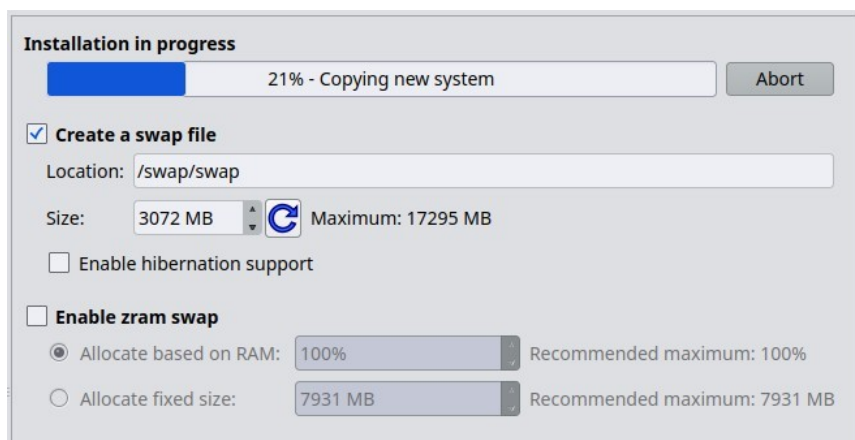 Installation in progress
21% - Copying new system Abort
Create a swap file
Location: /swap/swap
Size: 3072 MB Maximum: 17295 MB
Enable hibernation support
Enable zram swap
Allocate based on RAM: 100% Recommended maximum: 100%
Allocate fixed size: 7931 MB Recommended maximum: 7931 MB